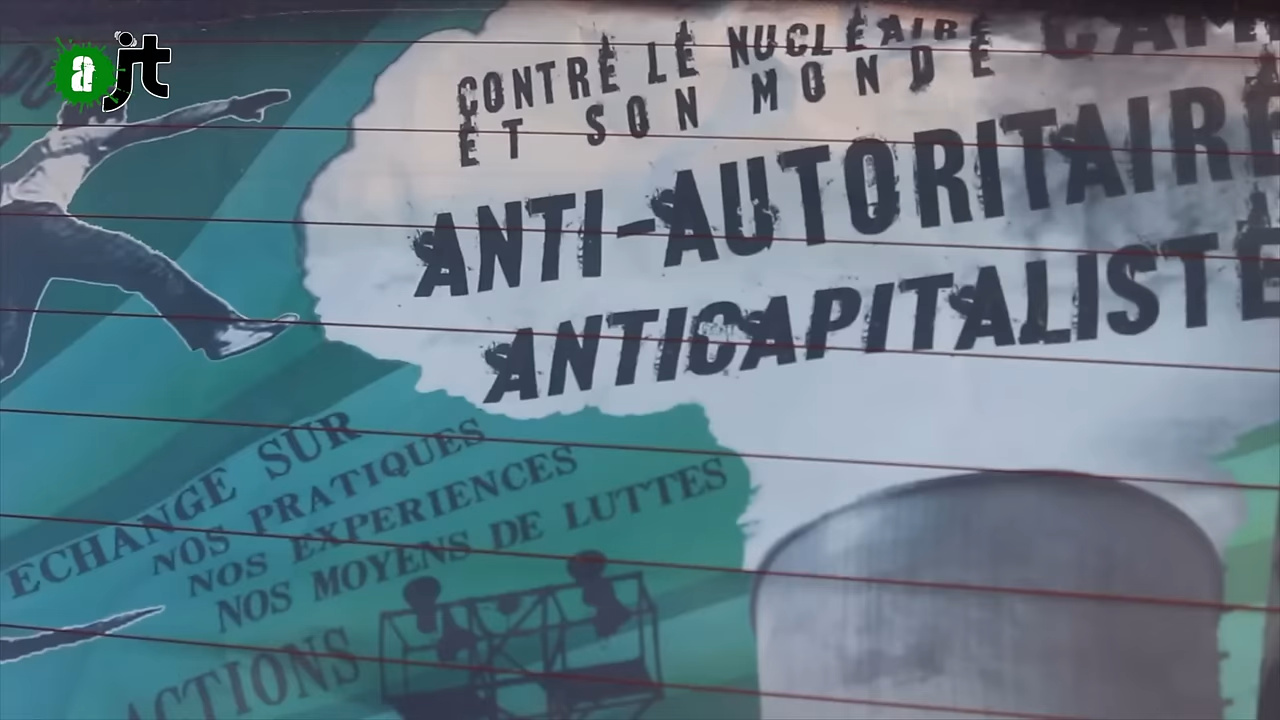 ajt
CONTRE LE NUCLÉAIRE
ET SON MONDE
ANTI-AUTORITAIRE
ANTICAPITALISTE
ECHANGE SUR
NOS PRATIQUES
NOS EXPERIENCES
NOS MOYENS DE LUTTES
ACTIONS